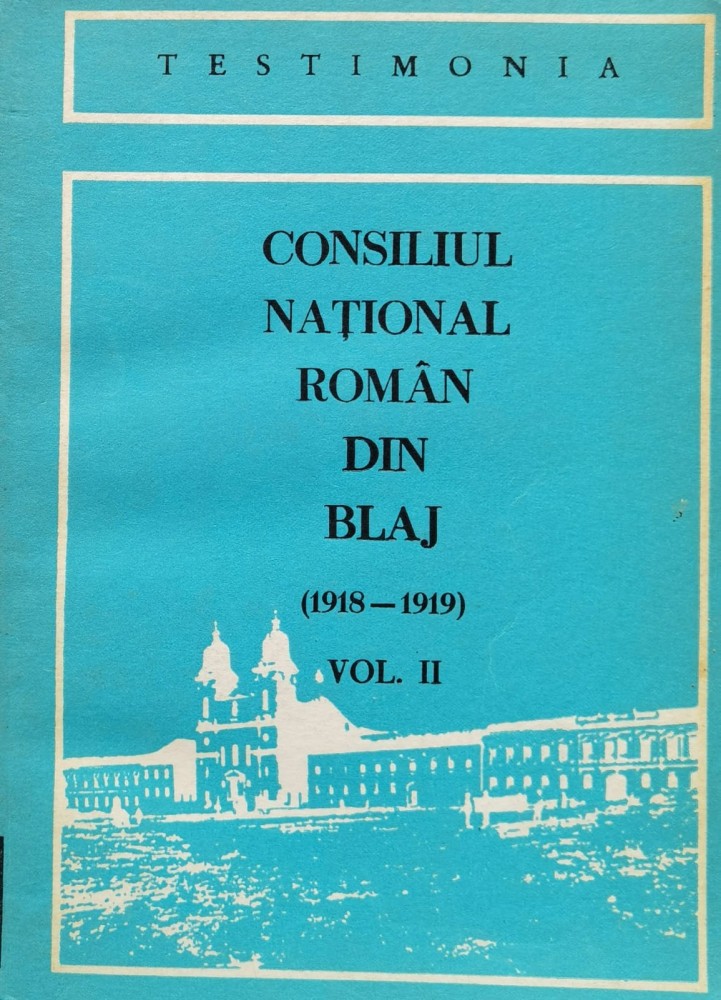 TESTIMONIA
CONSILIUL
NAȚIONAL
ROMÂN
DIN
BLAJ
(1918—1919)
VOL. II